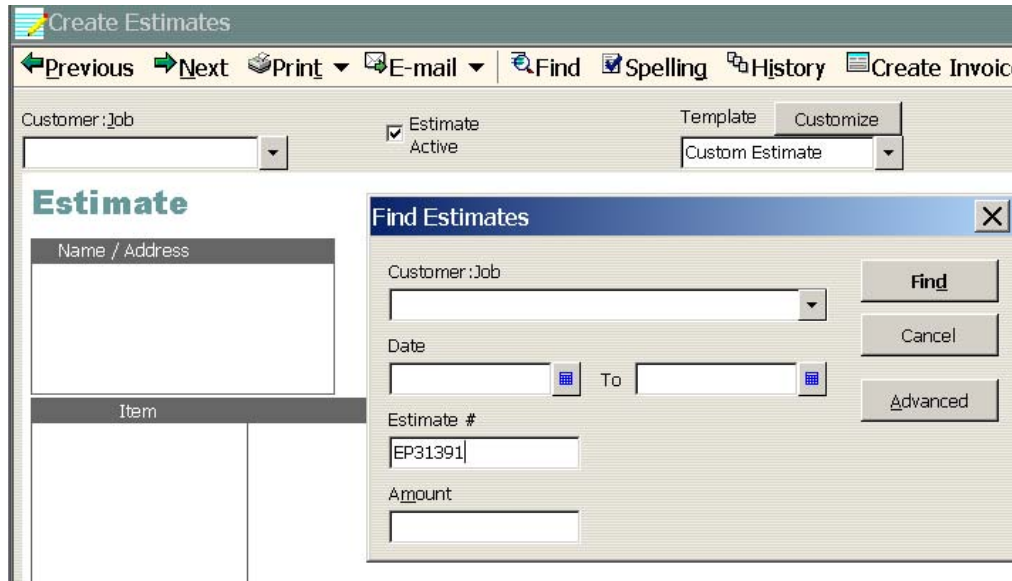 Create Estimates
Previous Next Print E-mail Find Spelling History Create Invoic
Customer:Job
Estimate Active
Template Customize
Custom Estimate
Estimate
Name / Address
Item
Find Estimates
Customer:Job
Find
Cancel
Date
To
Advanced
Estimate #
EP31391
Amount